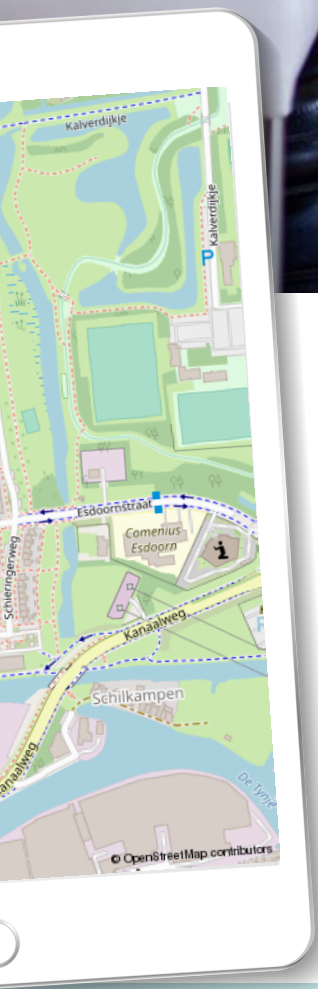 Kalverdijkje
Kalverdijkje
P
Esdoornstraat
Comenius
Esdoorn
i
Schieringerweg
Kanaalweg
Schilkampen
Kanaalweg
De Tynje
© OpenStreetMap contributors